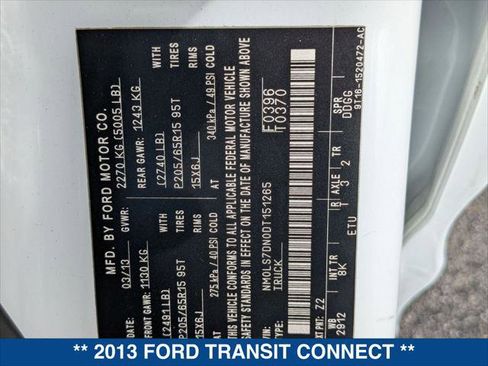 MFD. BY FORD MOTOR CO.
03/13 GVWR: 2270 KG (5005 LB)
FRONT GAWR: 1130 KG REAR GAWR: 1243 KG
(2491 LB) WITH (2740 LB) WITH
P205/65R15 95T TIRES P205/65R15 95T TIRES
15X6J RIMS 15X6J RIMS
AT 275 kPa/ 40 PSI COLD AT 340 kPa/ 49 PSI COLD
THIS VEHICLE CONFORMS TO ALL APPLICABLE FEDERAL MOTOR VEHICLE
SAFETY STANDARDS IN EFFECT ON THE DATE OF MANUFACTURE SHOWN ABOVE
VIN: NM0LS7DN0DT151265 F0396
TYPE: TRUCK T0370
EXT PNT: Z2
WB INT TR R AXLE TR SPR
2912 8K 1 3 2 DDGG
ETU 9T16-1520472-AC
** 2013 FORD TRANSIT CONNECT **